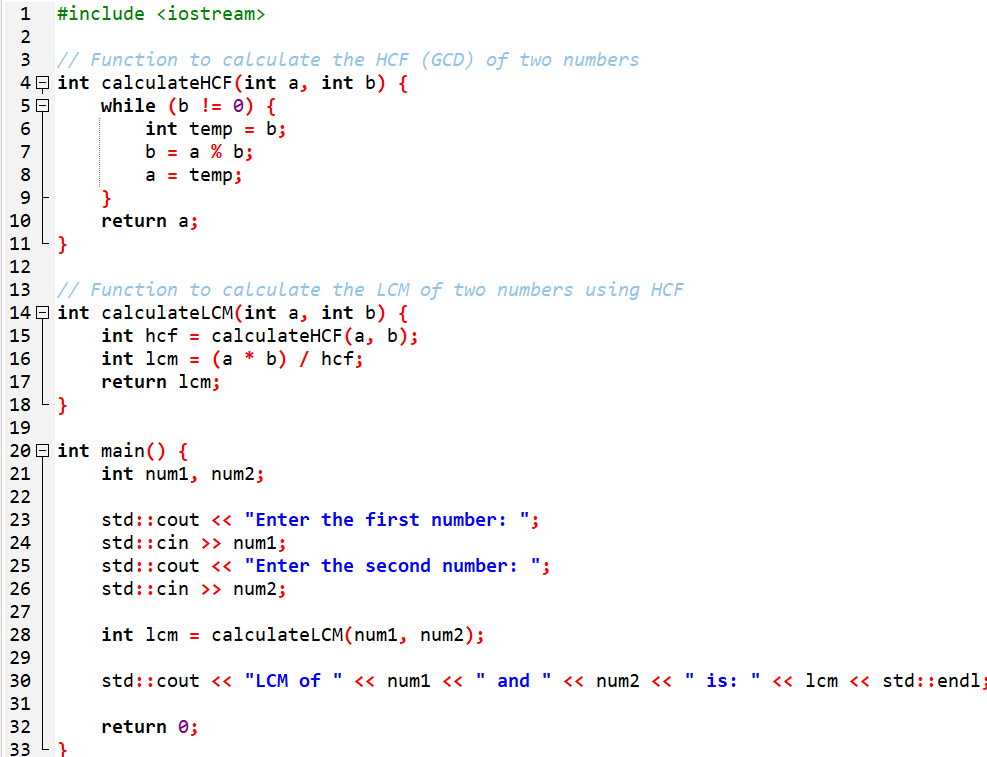 1 #include <iostream>
2
3 // Function to calculate the HCF (GCD) of two numbers
4 int calculateHCF(int a, int b) {
5     while (b != 0) {
6         int temp = b;
7         b = a % b;
8         a = temp;
9     }
10     return a;
11 }
12
13 // Function to calculate the LCM of two numbers using HCF
14 int calculateLCM(int a, int b) {
15     int hcf = calculateHCF(a, b);
16     int lcm = (a * b) / hcf;
17     return lcm;
18 }
19
20 int main() {
21     int num1, num2;
22
23     std::cout << "Enter the first number: ";
24     std::cin >> num1;
25     std::cout << "Enter the second number: ";
26     std::cin >> num2;
27
28     int lcm = calculateLCM(num1, num2);
29
30     std::cout << "LCM of " << num1 << " and " << num2 << " is: " << lcm << std::endl;
31
32     return 0;
33 }